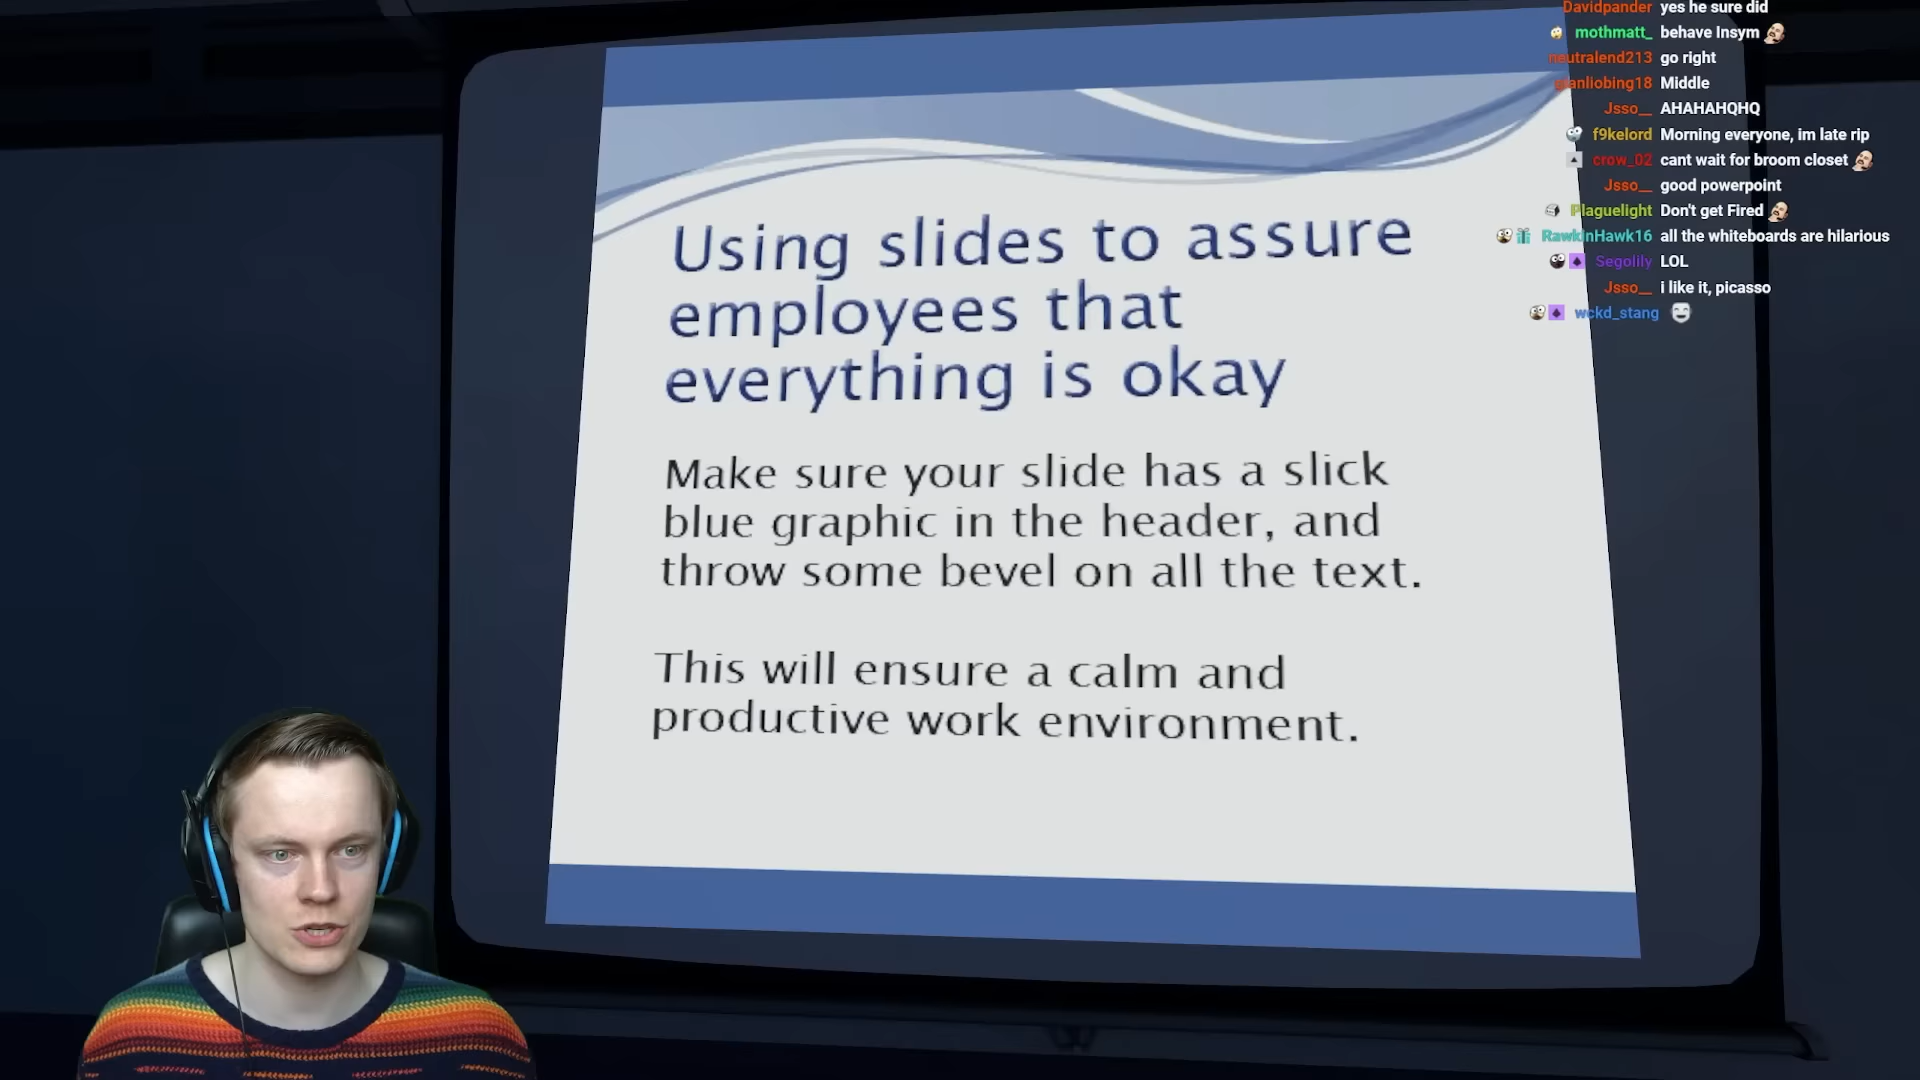 Using slides to assure
employees that
everything is okay
Make sure your slide has a slick
blue graphic in the header, and
throw some bevel on all the text.
This will ensure a calm and
productive work environment.
Davidpander yes he sure did
mothmatt_ behave Insym
neutralend213 go right
Middle
Jsso__ AHAHAHQHQ
f9kelord Morning everyone, im late rip
crow_02 cant wait for broom closet
Jsso__ good powerpoint
Plaguelight Don't get Fired
RawkinHawk16 all the whiteboards are hilarious
Segolily LOL
Jsso__ i like it, picasso
wckd_stang